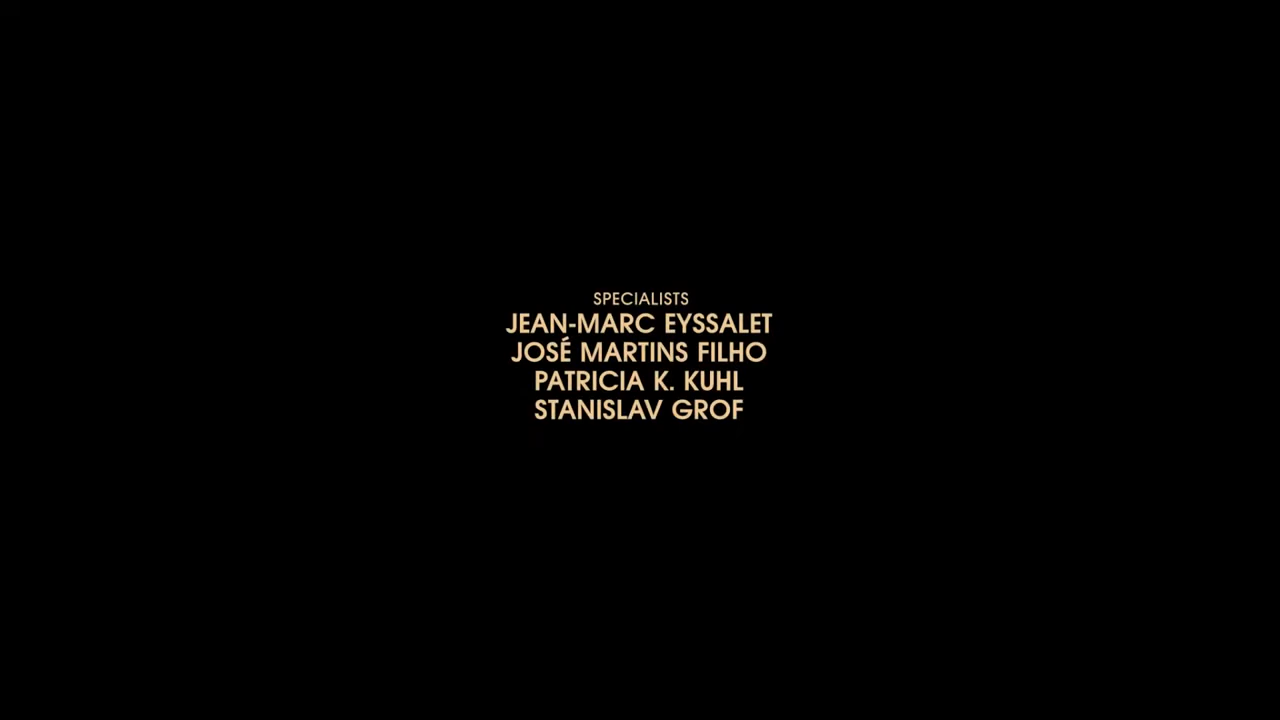 SPECIALISTS
JEAN-MARC EYSSALET
JOSÉ MARTINS FILHO
PATRICIA K. KUHL
STANISLAV GROF